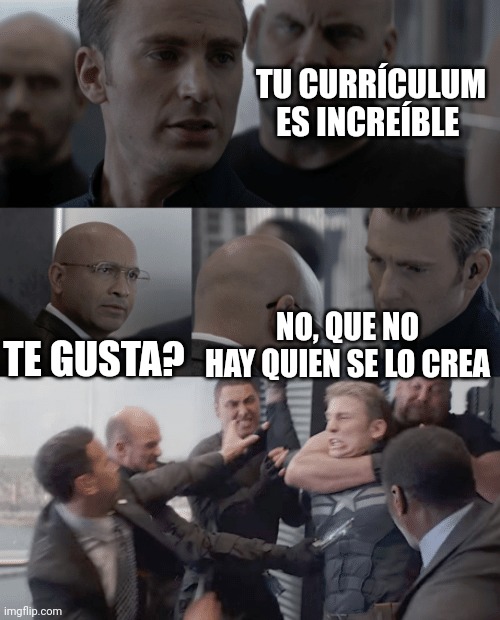 TU CURRÍCULUM
ES INCREÍBLE
TE GUSTA?
NO, QUE NO
HAY QUIEN SE LO CREA
imgflip.com